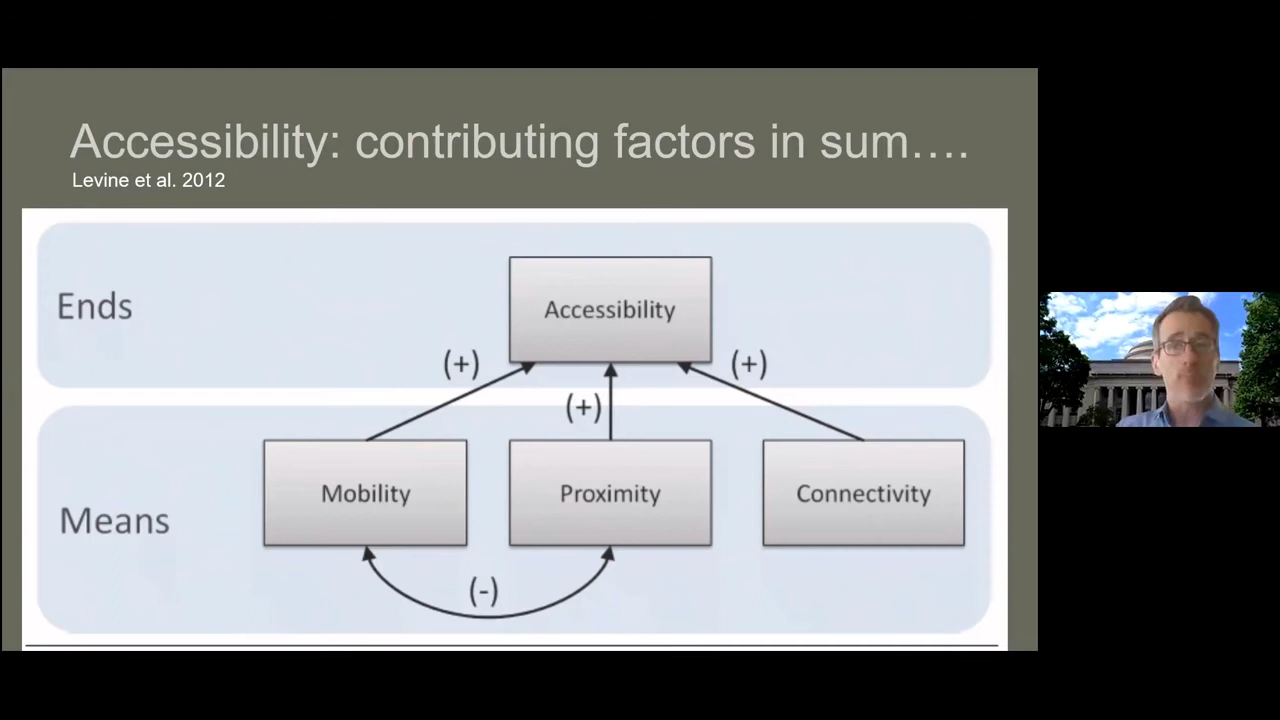 Accessibility: contributing factors in sum….
Levine et al. 2012
Ends
Accessibility
(+)
(+)
(+)
Means
Mobility
Proximity
Connectivity
(-)